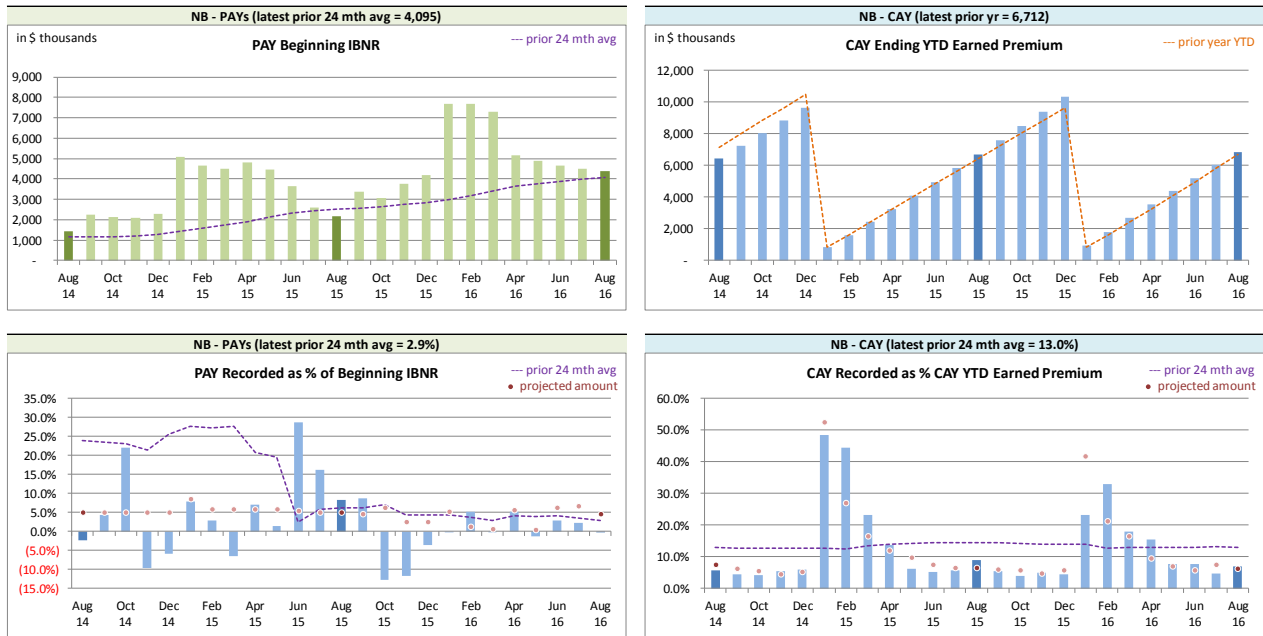 NB - PAYs (latest prior 24 mth avg = 4,095)
in $ thousands
PAY Beginning IBNR
--- prior 24 mth avg
9,000
8,000
7,000
6,000
5,000
4,000
3,000
2,000
1,000
-
Aug Oct Dec Feb Apr Jun Aug Oct Dec Feb Apr Jun Aug
14 14 14 15 15 15 15 15 15 16 16 16 16
NB - CAY (latest prior yr = 6,712)
in $ thousands
CAY Ending YTD Earned Premium
--- prior year YTD
12,000
10,000
8,000
6,000
4,000
2,000
-
Aug Oct Dec Feb Apr Jun Aug Oct Dec Feb Apr Jun Aug
14 14 14 15 15 15 15 15 15 16 16 16 16
NB - PAYs (latest prior 24 mth avg = 2.9%)
PAY Recorded as % of Beginning IBNR
--- prior 24 mth avg
• projected amount
35.0%
30.0%
25.0%
20.0%
15.0%
10.0%
5.0%
0.0%
(5.0%)
(10.0%)
(15.0%)
Aug Oct Dec Feb Apr Jun Aug Oct Dec Feb Apr Jun Aug
14 14 14 15 15 15 15 15 15 16 16 16 16
NB - CAY (latest prior 24 mth avg = 13.0%)
CAY Recorded as % CAY YTD Earned Premium
--- prior 24 mth avg
• projected amount
60.0%
50.0%
40.0%
30.0%
20.0%
10.0%
0.0%
Aug Oct Dec Feb Apr Jun Aug Oct Dec Feb Apr Jun Aug
14 14 14 15 15 15 15 15 15 16 16 16 16